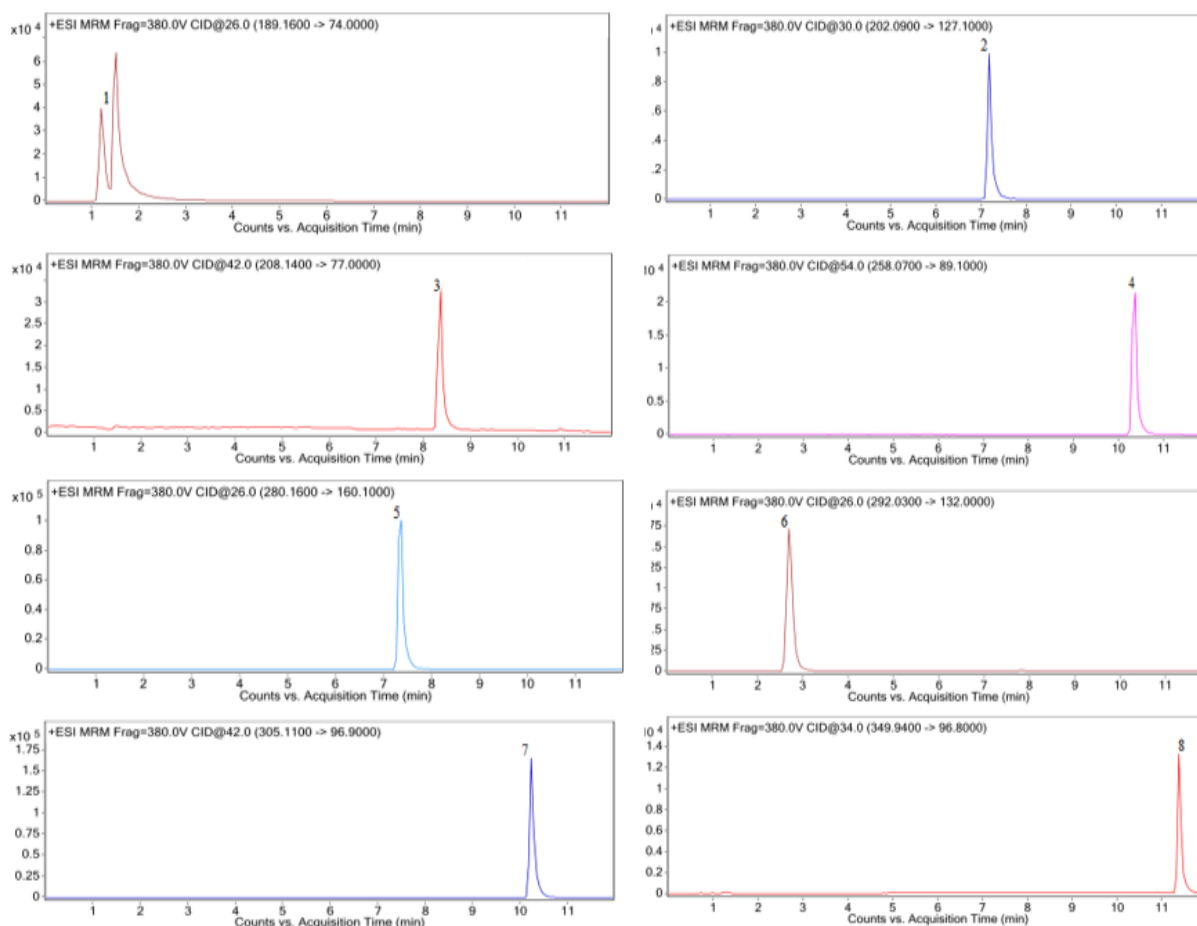 +ESI MRM Frag=380.0V CID@26.0 (189.1600 -> 74.0000)
x10 4
1
6
5
4
3
2
1
0
1 2 3 4 5 6 7 8 9 10 11
Counts vs. Acquisition Time (min)
+ESI MRM Frag=380.0V CID@30.0 (202.0900 -> 127.1000)
10 4
2
1
.8
.6
.4
.2
0
1 2 3 4 5 6 7 8 9 10 11
Counts vs. Acquisition Time (min)
+ESI MRM Frag=380.0V CID@42.0 (208.1400 -> 77.0000)
x10 4
3
3
2.5
2
1.5
1
0.5
0
1 2 3 4 5 6 7 8 9 10 11
Counts vs. Acquisition Time (min)
+ESI MRM Frag=380.0V CID@54.0 (258.0700 -> 89.1000)
10 4
4
2
1.5
1
0.5
0
1 2 3 4 5 6 7 8 9 10 11
Counts vs. Acquisition Time (min)
+ESI MRM Frag=380.0V CID@26.0 (280.1600 -> 160.1000)
x10 5
5
1
0.8
0.6
0.4
0.2
0
1 2 3 4 5 6 7 8 9 10 11
Counts vs. Acquisition Time (min)
+ESI MRM Frag=380.0V CID@26.0 (292.0300 -> 132.0000)
4
6
75
.5
25
1
75
.5
25
0
1 2 3 4 5 6 7 8 9 10 11
Counts vs. Acquisition Time (min)
+ESI MRM Frag=380.0V CID@42.0 (305.1100 -> 96.9000)
x10 5
7
1.75
1.5
1.25
1
0.75
0.5
0.25
0
1 2 3 4 5 6 7 8 9 10 11
Counts vs. Acquisition Time (min)
+ESI MRM Frag=380.0V CID@34.0 (349.9400 -> 96.8000)
10 4
8
1.4
1.2
1
0.8
0.6
0.4
0.2
0
1 2 3 4 5 6 7 8 9 10 11
Counts vs. Acquisition Time (min)